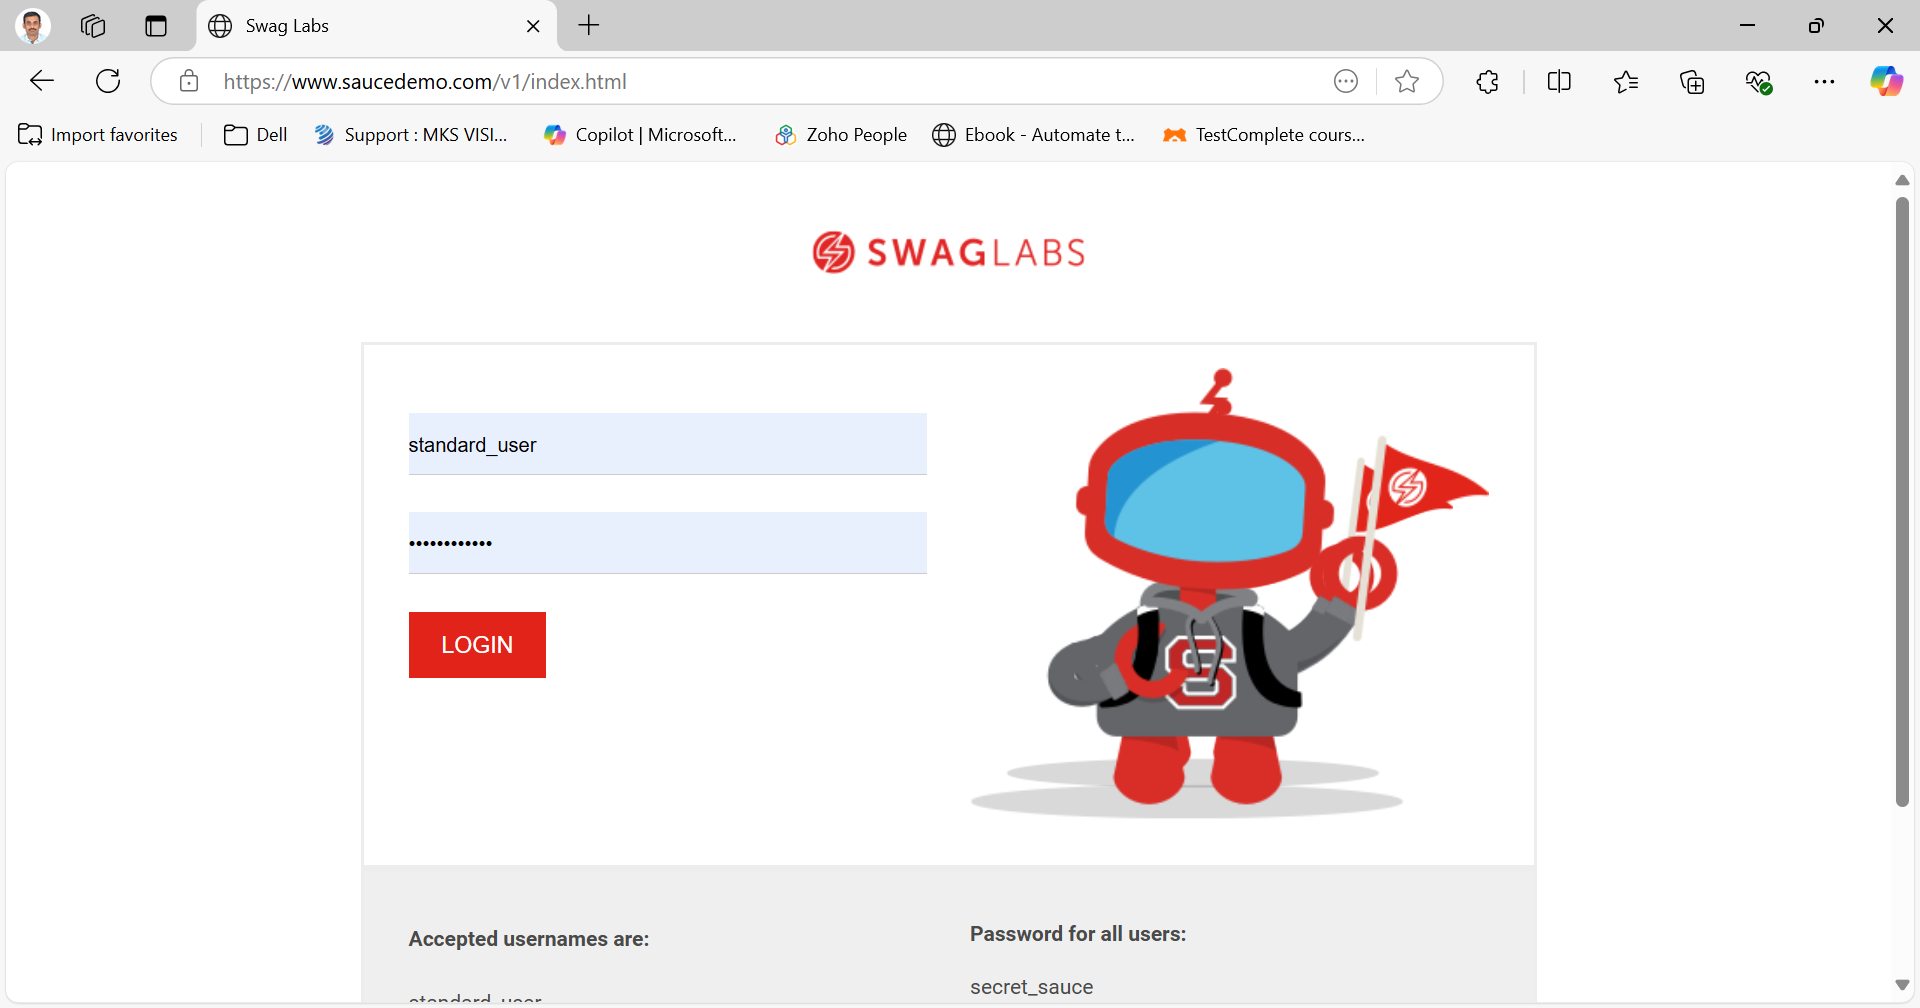 Swag Labs
https://www.saucedemo.com/v1/index.html
Import favorites
Dell
Support : MKS VISI...
Copilot | Microsoft...
Zoho People
Ebook - Automate t...
TestComplete cours...
SWAGLABS
standard_user
••••••••••••
LOGIN
S
Accepted usernames are:
standard_user
Password for all users:
secret_sauce